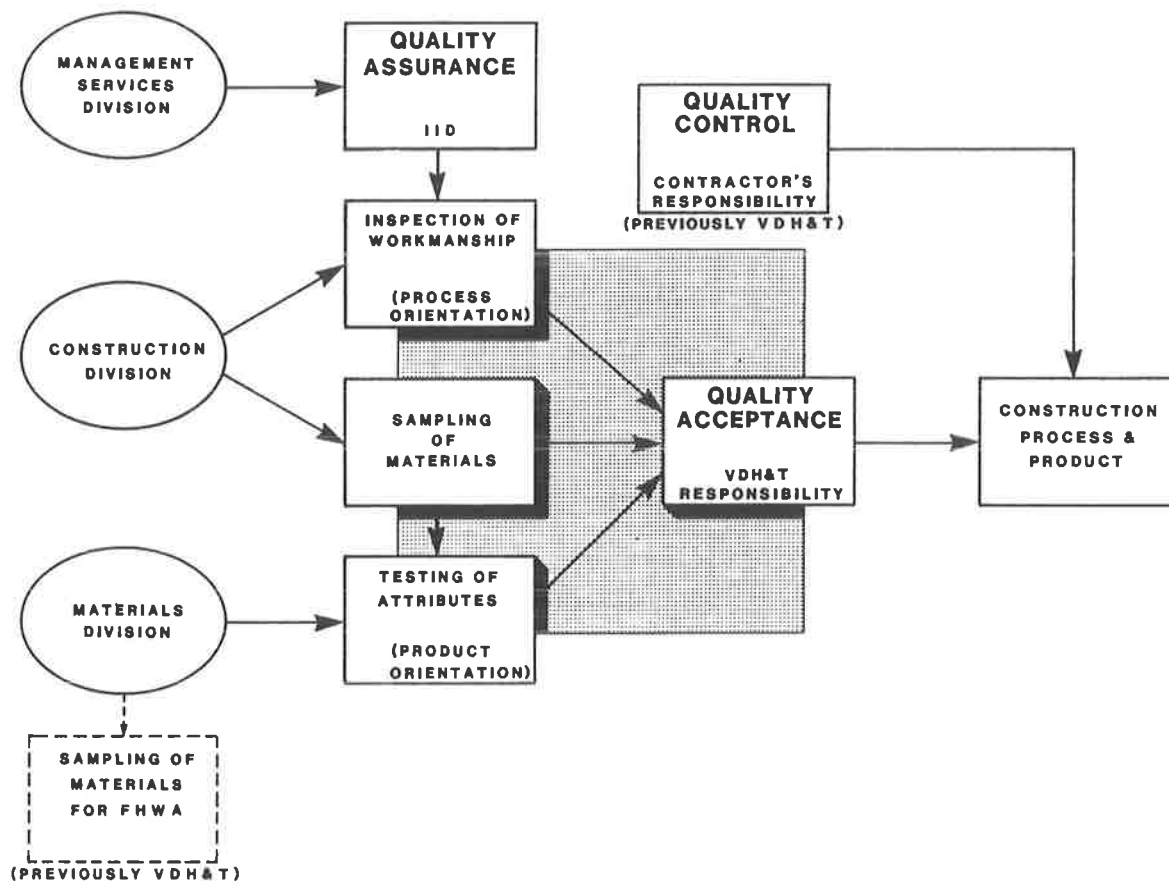 MANAGEMENT
SERVICES
DIVISION
QUALITY
ASSURANCE
IID
QUALITY
CONTROL
CONTRACTOR'S
RESPONSIBILITY
(PREVIOUSLY VDH&T)
INSPECTION OF
WORKMANSHIP
(PROCESS
ORIENTATION)
CONSTRUCTION
DIVISION
SAMPLING
OF
MATERIALS
QUALITY
ACCEPTANCE
VDH&T
RESPONSIBILITY
CONSTRUCTION
PROCESS &
PRODUCT
MATERIALS
DIVISION
TESTING OF
ATTRIBUTES
(PRODUCT
ORIENTATION)
SAMPLING OF
MATERIALS
FOR FHWA
(PREVIOUSLY VDH&T)